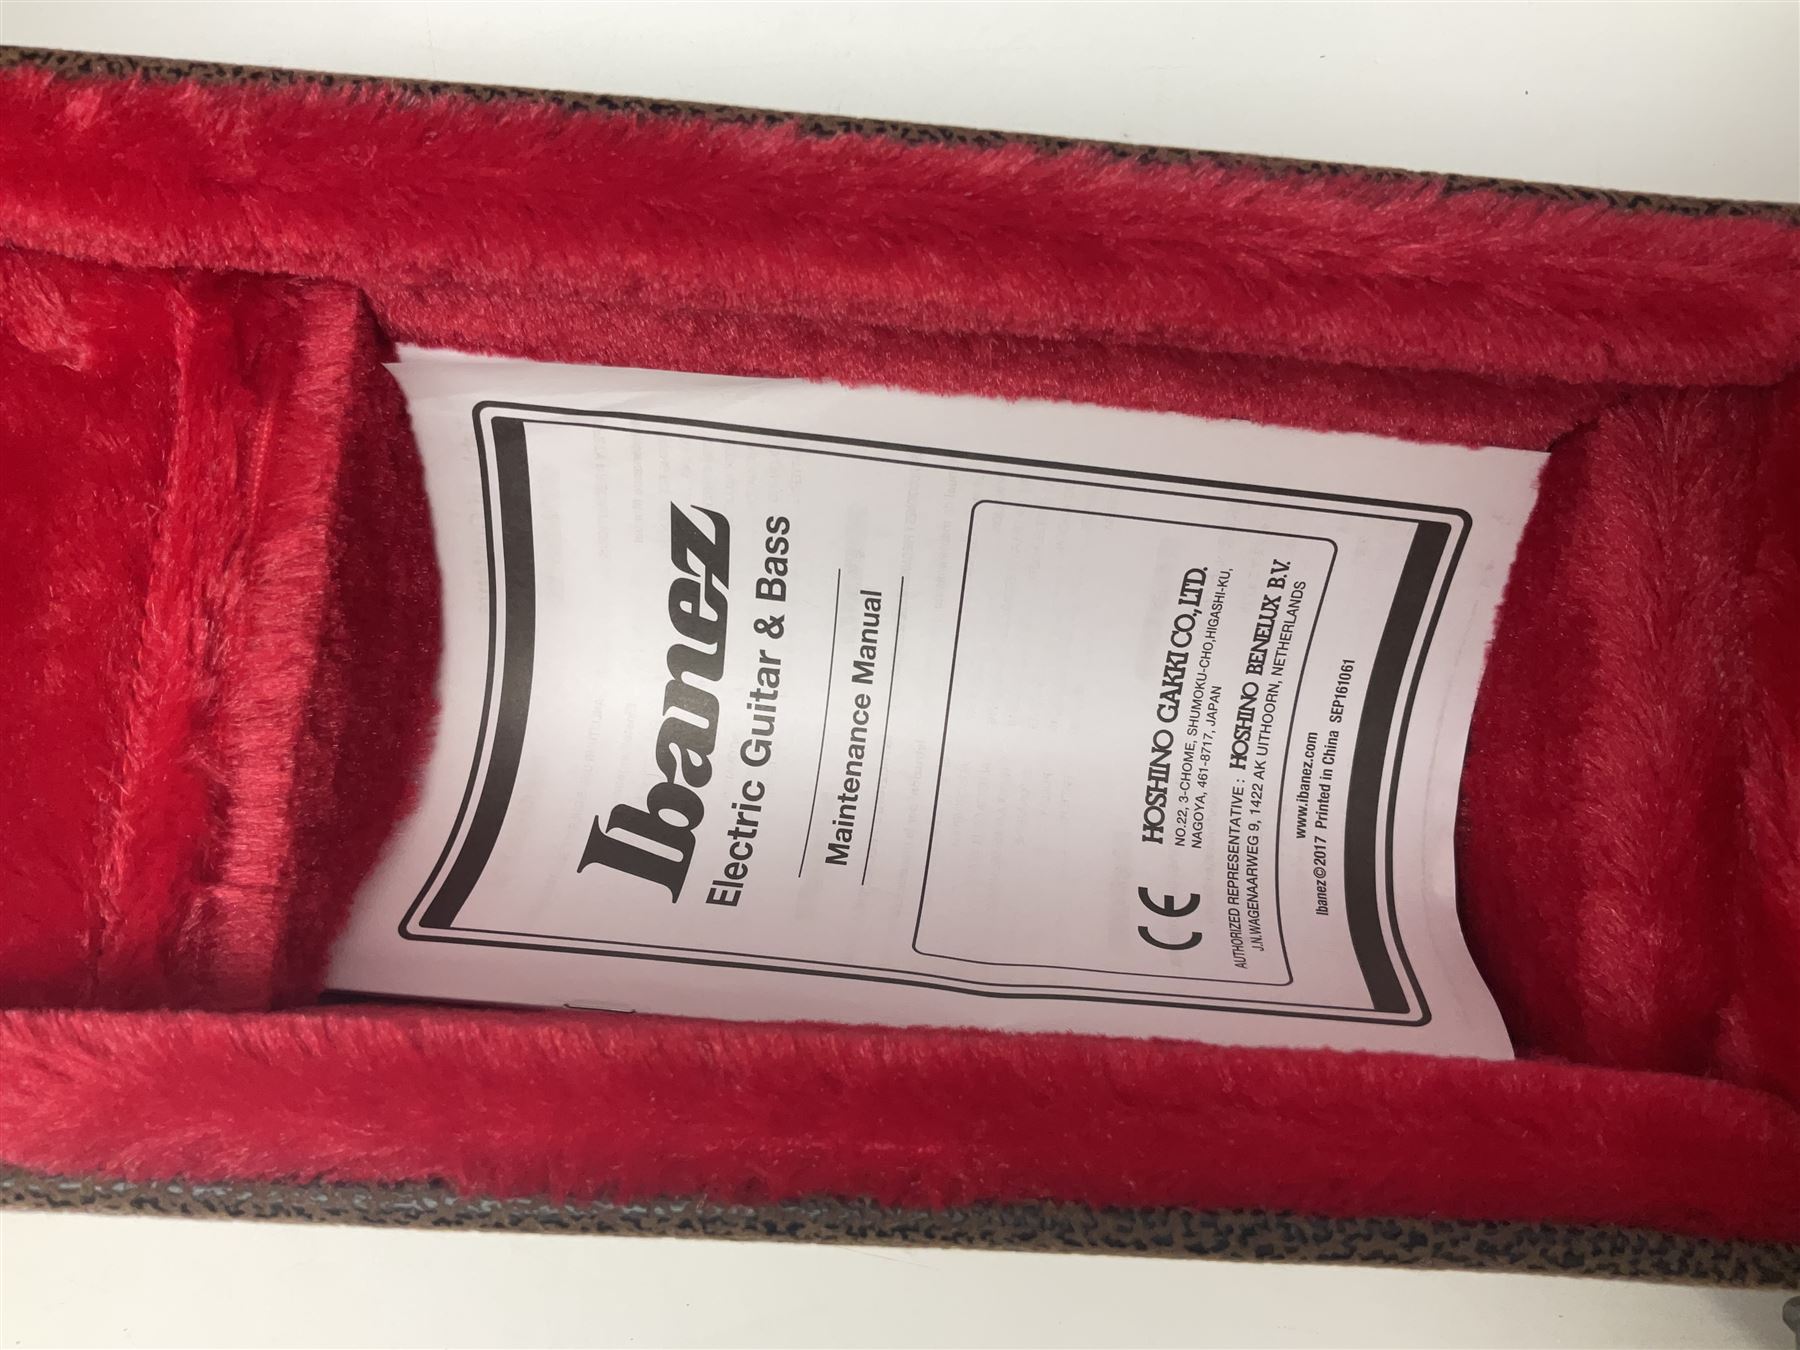 Ibanez
Electric Guitar & Bass
Maintenance Manual
CE HOSHINO GAKKI CO.,LTD.
NO.22, 3-CHOME, SHUMOKU-CHO,HIGASHI-KU,
NAGOYA, 461-8717, JAPAN
AUTHORIZED REPRESENTATIVE : HOSHINO BENELUX B.V.
J.N.WAGENAARWEG 9, 1422 AK UITHOORN, NETHERLANDS
www.ibanez.com
Ibanez©2017 Printed in China SEP161061